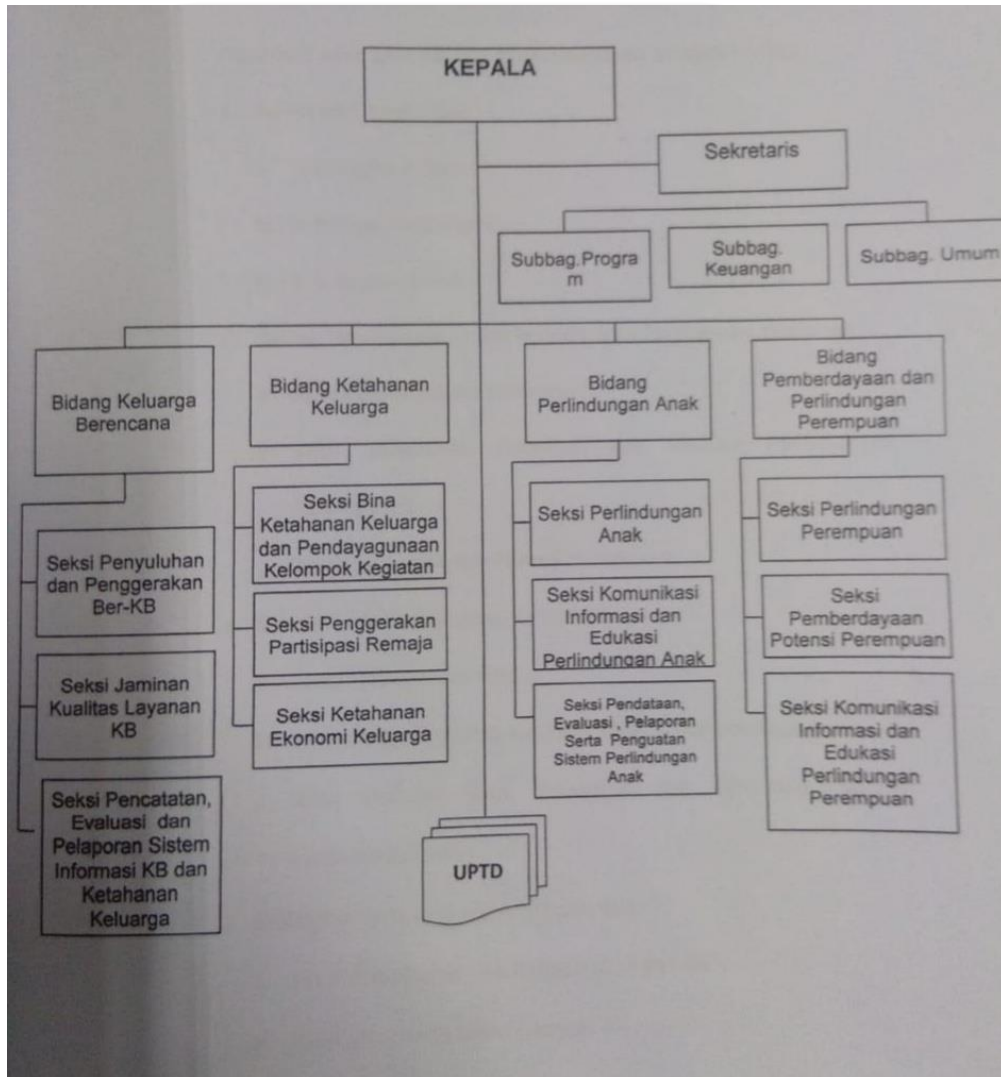 KEPALA
Sekretaris
Subbag.Progra
m
Subbag.
Keuangan
Subbag. Umum
Bidang Keluarga
Berencana
Bidang Ketahanan
Keluarga
Bidang
Perlindungan Anak
Bidang
Pemberdayaan dan
Perlindungan
Perempuan
Seksi Penyuluhan
dan Penggerakan
Ber-KB
Seksi Jaminan
Kualitas Layanan
KB
Seksi Pencatatan,
Evaluasi dan
Pelaporan Sistem
Informasi KB dan
Ketahanan
Keluarga
Seksi Bina
Ketahanan Keluarga
dan Pendayagunaan
Kelompok Kegiatan
Seksi Penggerakan
Partisipasi Remaja
Seksi Ketahanan
Ekonomi Keluarga
Seksi Perlindungan
Anak
Seksi Komunikasi
Informasi dan
Edukasi
Perlindungan Anak
Seksi Pendataan,
Evaluasi , Pelaporan
Serta Penguatan
Sistem Perlindungan
Anak
Seksi Perlindungan
Perempuan
Seksi
Pemberdayaan
Potensi Perempuan
Seksi Komunikasi
Informasi dan
Edukasi
Perlindungan
Perempuan
UPTD